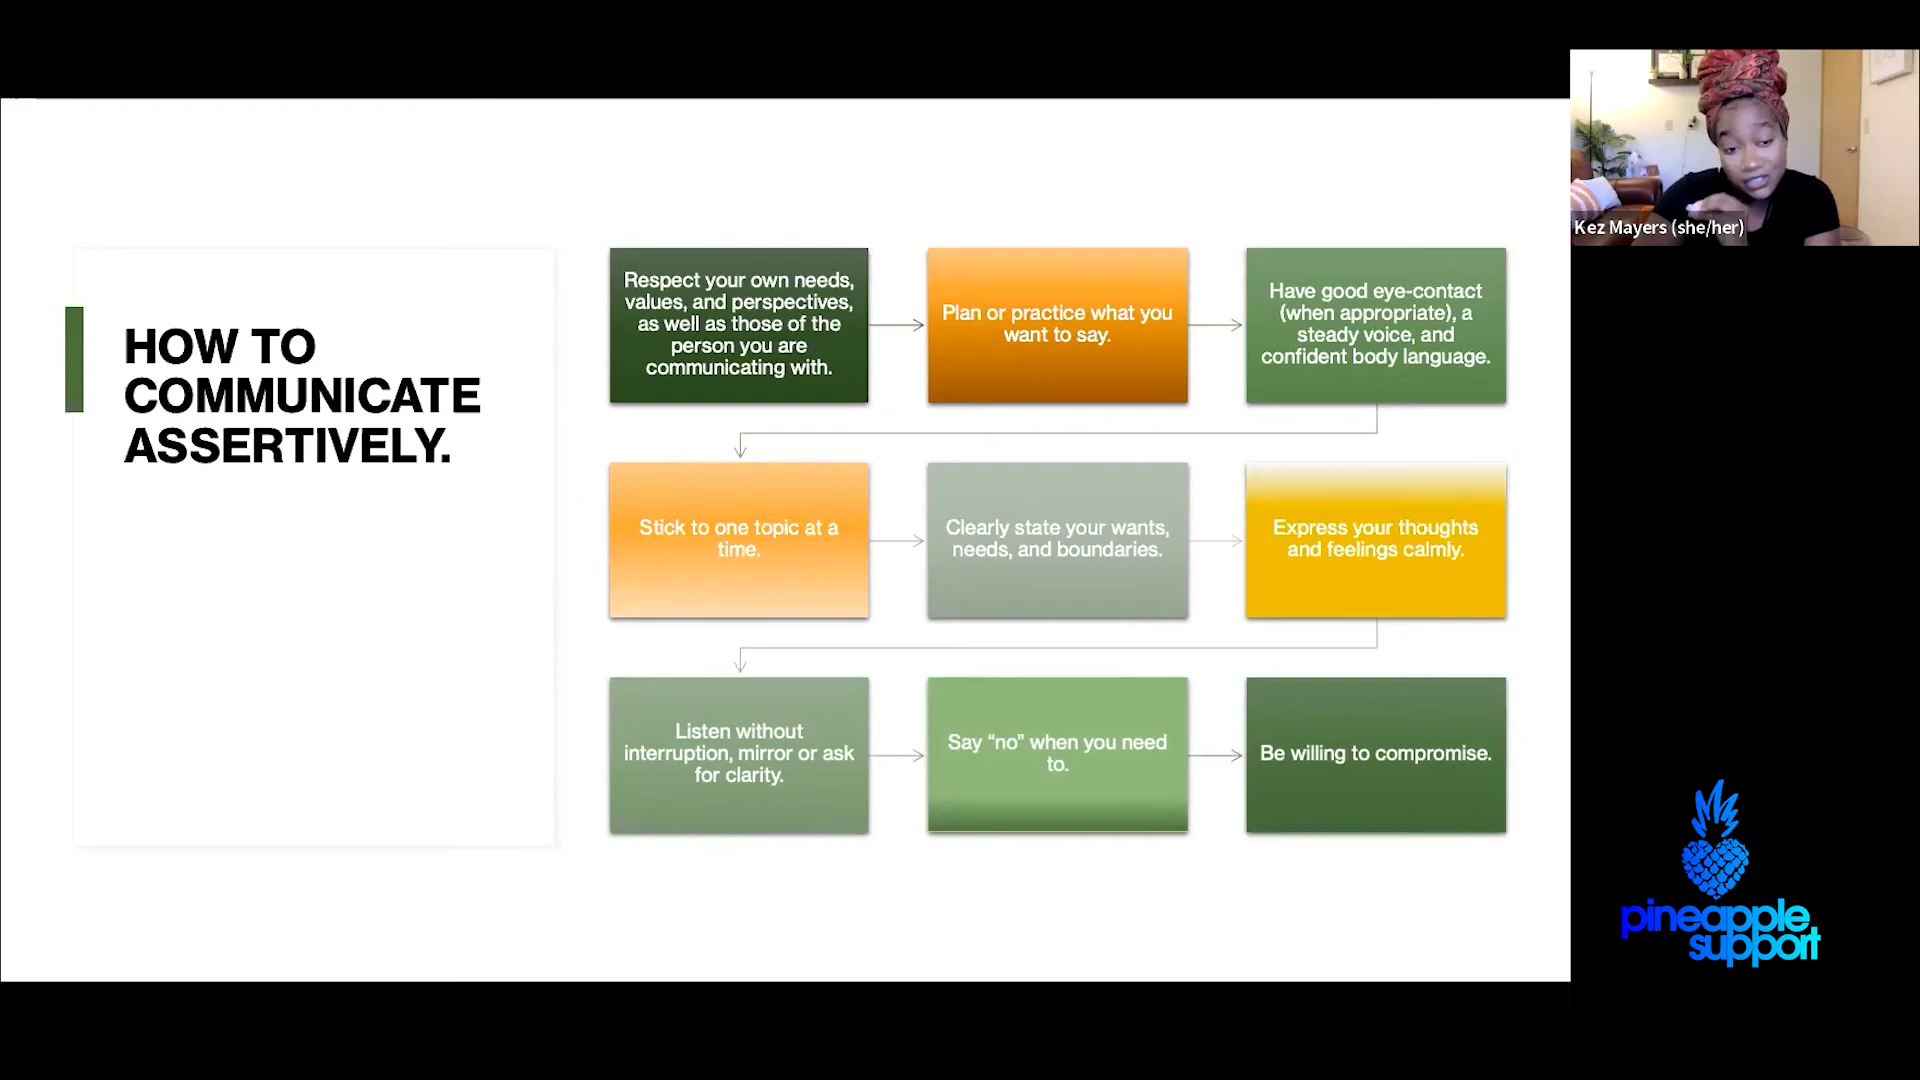 HOW TO
COMMUNICATE
ASSERTIVELY.
Respect your own needs,
values, and perspectives,
as well as those of the
person you are
communicating with.
Plan or practice what you
want to say.
Have good eye-contact
(when appropriate), a
steady voice, and
confident body language.
Stick to one topic at a
time.
Clearly state your wants,
needs, and boundaries.
Express your thoughts
and feelings calmly.
Listen without
interruption, mirror or ask
for clarity.
Say “no” when you need
to.
Be willing to compromise.
Kez Mayers (she/her)
pineapple
support